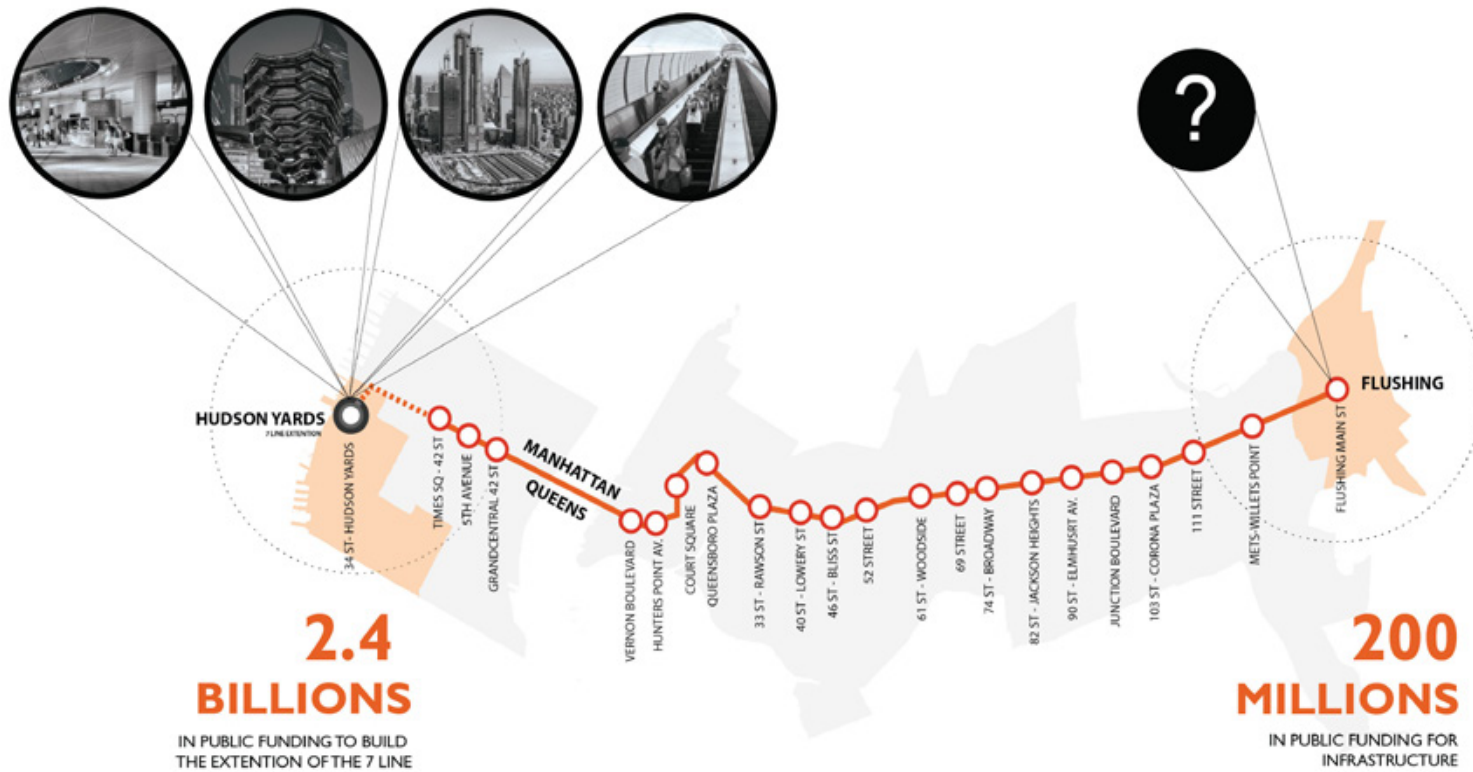 ?
HUDSON YARDS
7 LINE EXTENTION
34 ST- HUDSON YARDS
TIMES SQ - 42 ST
5TH AVENUE
GRANDCENTRAL 42 ST
MANHATTAN
QUEENS
VERNON BOULEVARD
HUNTERS POINT AV.
COURT SQUARE
QUEENSBORO PLAZA
33 ST - RAWSON ST
40 ST - LOWERY ST
46 ST - BLISS ST
52 STREET
61 ST - WOODSIDE
69 STREET
74 ST - BROADWAY
82 ST - JACKSON HEIGHTS
90 ST - ELMHUSRT AV.
JUNCTION BOULEVARD
103 ST - CORONA PLAZA
111 STREET
METS-WILLETS POINT
FLUSHING MAIN ST
FLUSHING
2.4
BILLIONS
IN PUBLIC FUNDING TO BUILD
THE EXTENTION OF THE 7 LINE
200
MILLIONS
IN PUBLIC FUNDING FOR
INFRASTRUCTURE